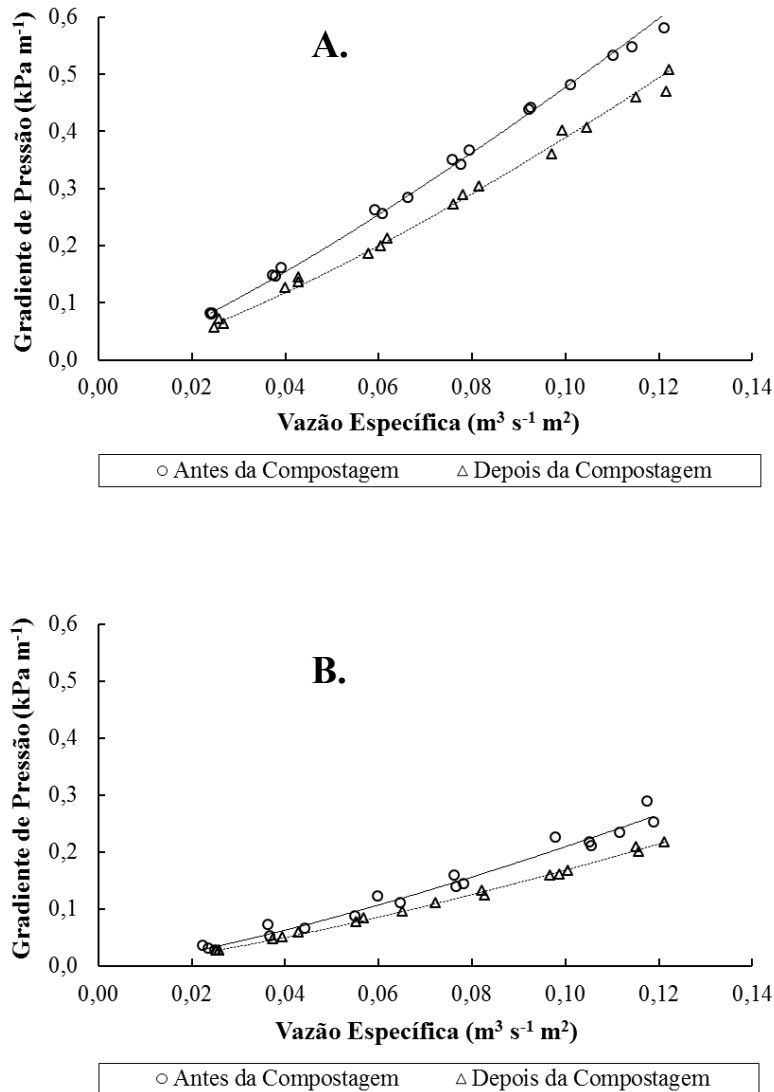 A.
Gradiente de Pressão (kPa m⁻¹)
0,6
0,5
0,4
0,3
0,2
0,1
0,0
0,00 0,02 0,04 0,06 0,08 0,10 0,12 0,14
Vazão Específica (m³ s⁻¹ m²)
Antes da Compostagem Depois da Compostagem
B.
Gradiente de Pressão (kPa m⁻¹)
0,6
0,5
0,4
0,3
0,2
0,1
0,0
0,00 0,02 0,04 0,06 0,08 0,10 0,12 0,14
Vazão Específica (m³ s⁻¹ m²)
Antes da Compostagem Depois da Compostagem